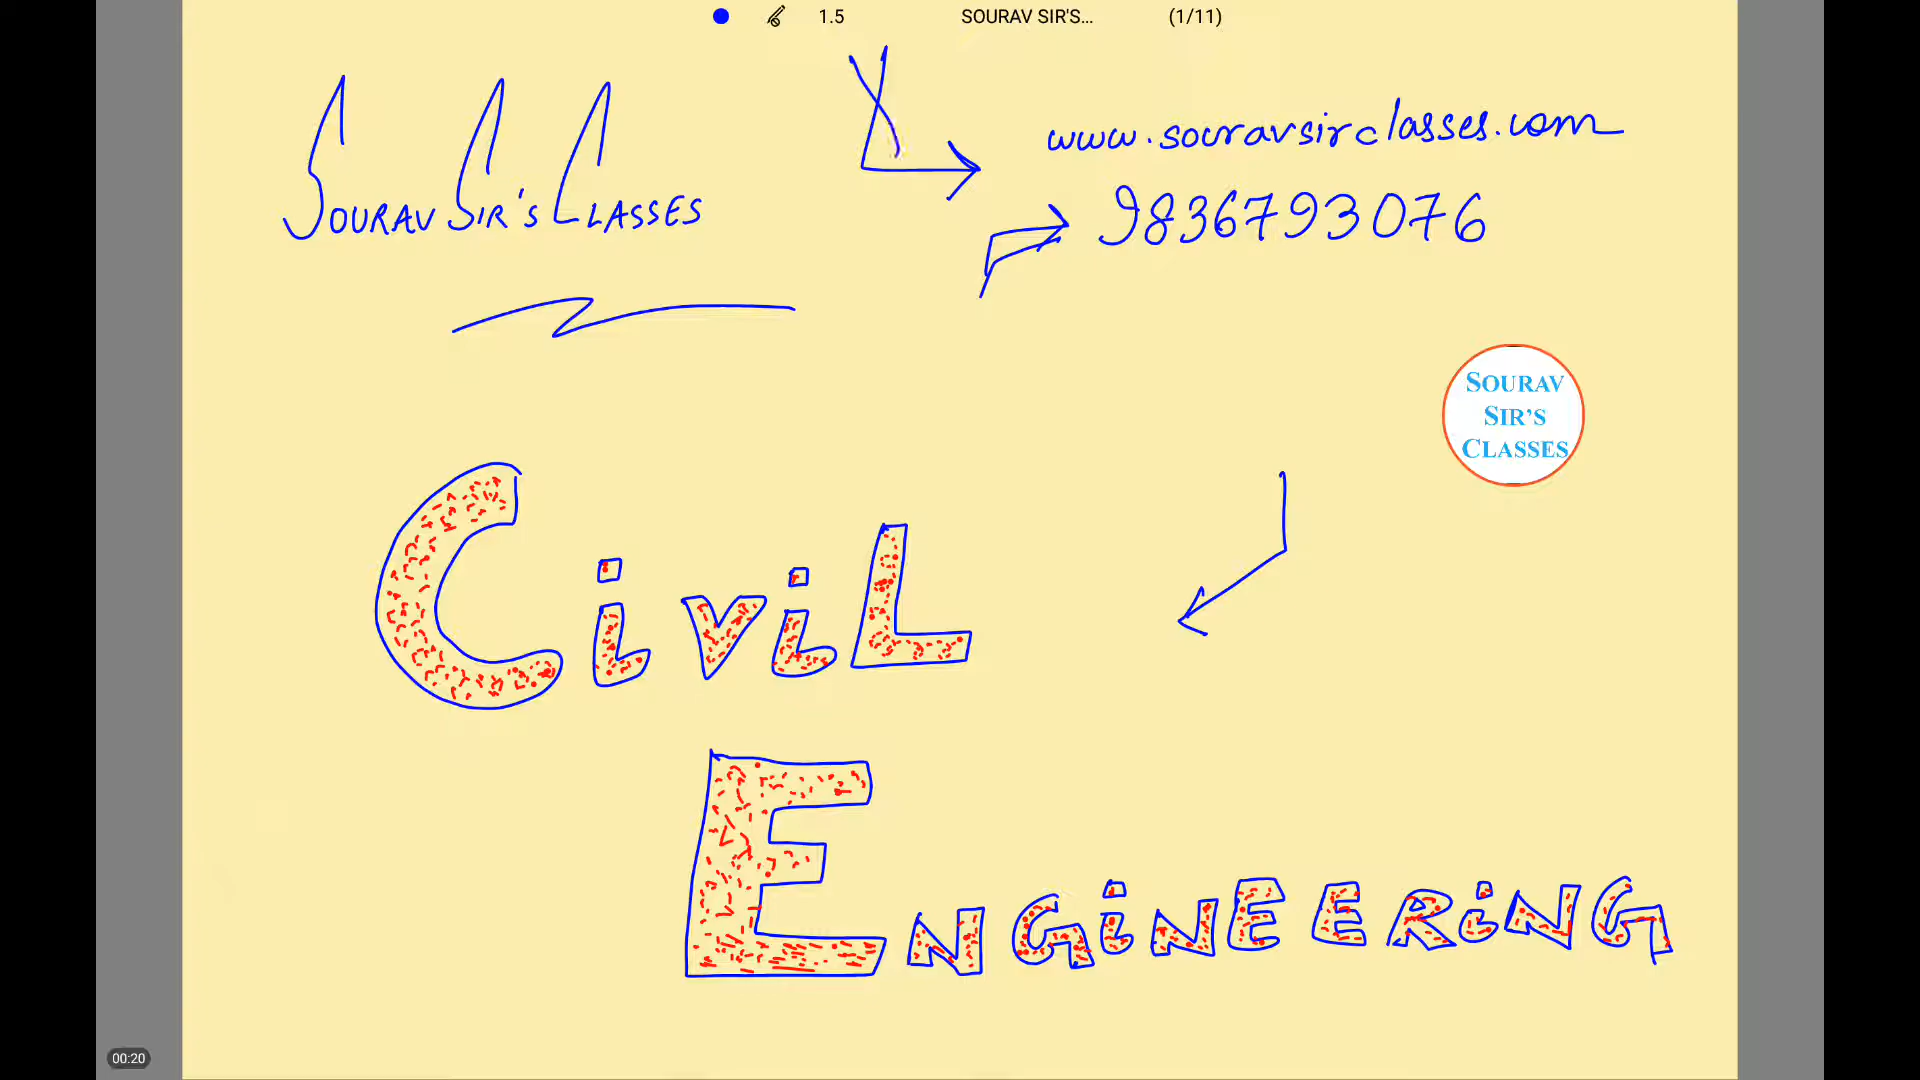 1.5 SOURAV SIR'S... (1/11)
SOURAV SIR'S CLASSES
www.souravsirclasses.com
9836793076
SOURAV
SIR'S
CLASSES
CiviL
ENGiNEERiNG
00:20